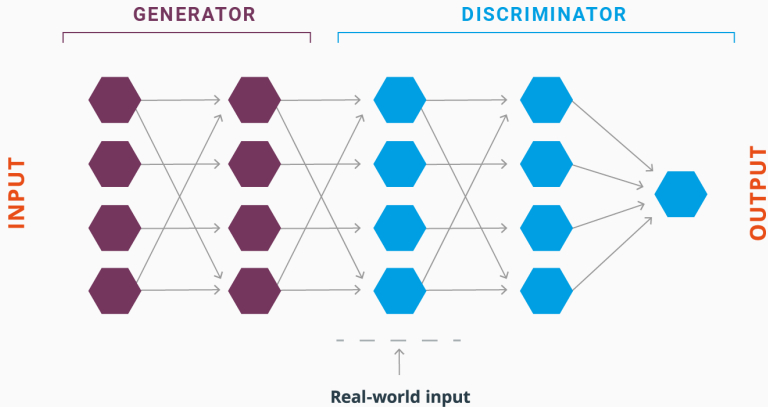 GENERATOR
DISCRIMINATOR
INPUT
OUTPUT
Real-world input